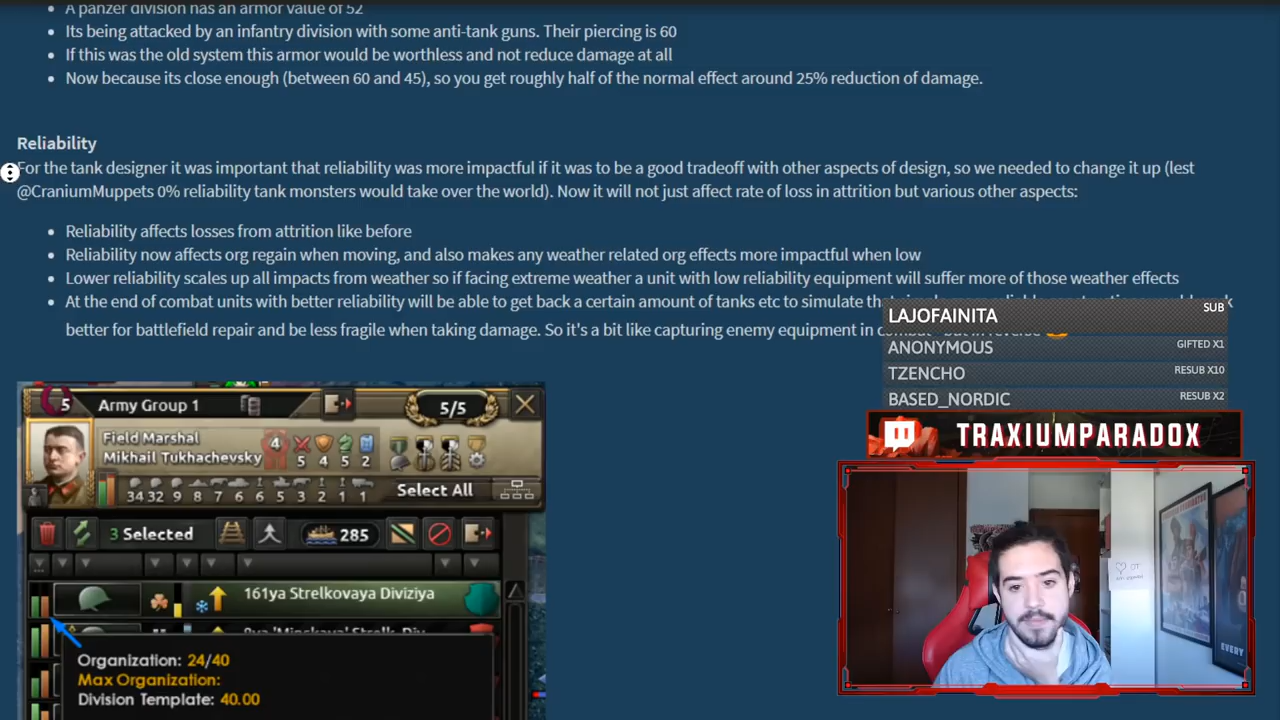 A panzer division has an armor value of 52
Its being attacked by an infantry division with some anti-tank guns. Their piercing is 60
If this was the old system this armor would be worthless and not reduce damage at all
Now because its close enough (between 60 and 45), so you get roughly half of the normal effect around 25% reduction of damage.
Reliability
For the tank designer it was important that reliability was more impactful if it was to be a good tradeoff with other aspects of design, so we needed to change it up (lest
@CraniumMuppets 0% reliability tank monsters would take over the world). Now it will not just affect rate of loss in attrition but various other aspects:
Reliability affects losses from attrition like before
Reliability now affects org regain when moving, and also makes any weather related org effects more impactful when low
Lower reliability scales up all impacts from weather so if facing extreme weather a unit with low reliability equipment will suffer more of those weather effects
At the end of combat units with better reliability will be able to get back a certain amount of tanks etc to simulate
better for battlefield repair and be less fragile when taking damage. So it's a bit like capturing enemy equipment in
LAJOFAINITA SUB
ANONYMOUS GIFTED X1
TZENCHO RESUB X10
BASED_NORDIC RESUB X2
TRAXIUMPARADOX
5 Army Group 1 5/5
Field Marshal
Mikhail Tukhachevsky
4 5 4 5 2
34 32 9 8 7 6 6 5 3 2 1 1
Select All
3 Selected 285
161ya Strelkovaya Diviziya
9ya 'Minskaya' Strelk. Div.
Organization: 24/40
Max Organization:
Division Template: 40.00
EVERY